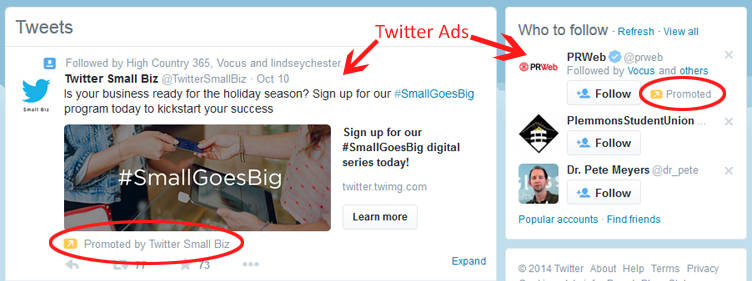 Tweets
Twitter Ads
Followed by High Country 365, Vocus and lindseychester.
Twitter Small Biz @TwitterSmallBiz · Oct 10
Is your business ready for the holiday season? Sign up for our #SmallGoesBig
program today to kickstart your success
Small Biz
#SmallGoesBig
Sign up for our
#SmallGoesBig digital
series today!
twitter.twimg.com
Learn more
Promoted by Twitter Small Biz
77 73
Expand
Who to follow · Refresh · View all
PRWeb
PRWeb @prweb
Followed by Vocus and others
Follow
Promoted
PlemmonsStudentUnion ...
Follow
Dr. Pete Meyers @dr_pete
Follow
Popular accounts · Find friends
© 2014 Twitter About Help Terms Privacy